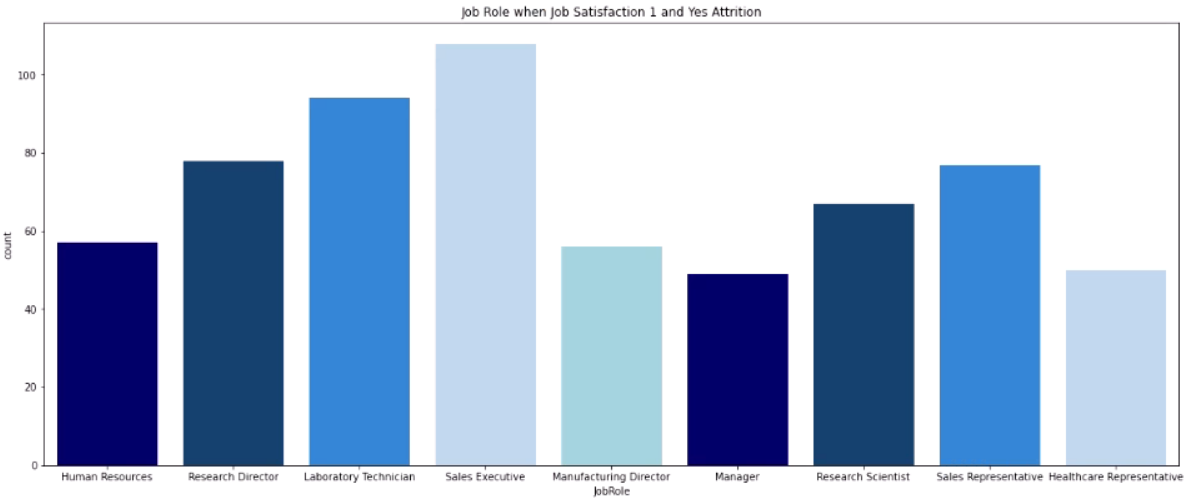 Job Role when Job Satisfaction 1 and Yes Attrition
100
80
60
40
20
0
count
Human Resources Research Director Laboratory Technician Sales Executive Manufacturing Director Manager Research Scientist Sales Representative Healthcare Representative
JobRole